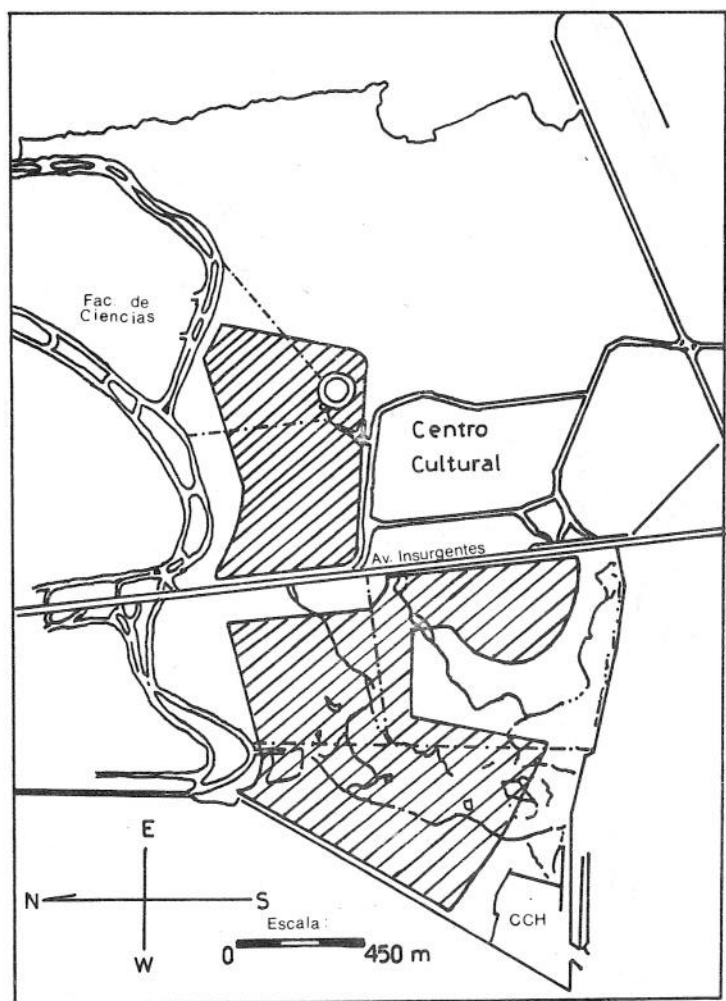 Fac. de
Ciencias
Centro
Cultural
Av. Insurgentes
E
N S
W
Escala:
0 450 m
CCH